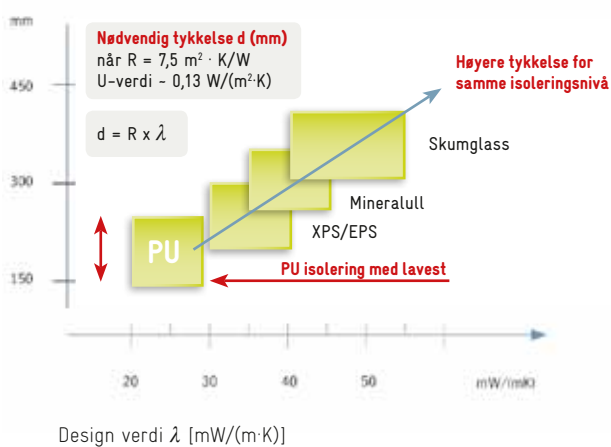 mm
Nødvendig tykkelse d (mm)
når R = 7,5 m² · K/W
U-verdi - 0,13 W/(m²·K)
d = R x λ
Høyere tykkelse for
samme isoleringsnivå
450
Skumglass
300
Mineralull
XPS/EPS
PU
PU isolering med lavest
150
20 30 40 50 mW/(mK)
Design verdi λ [mW/(m·K)]